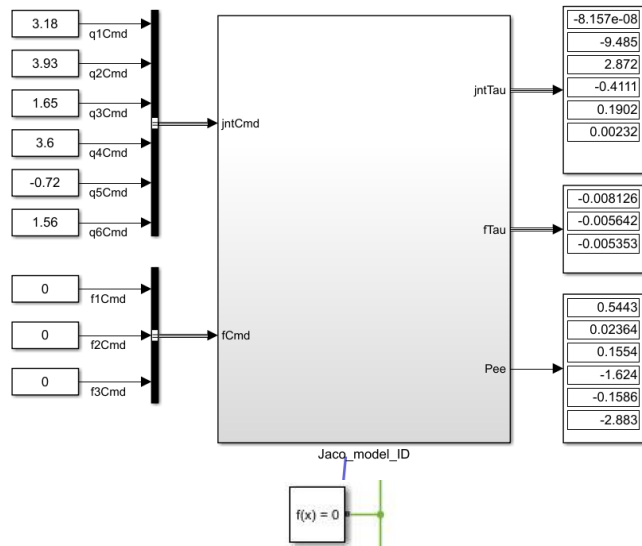 3.18
q1Cmd
3.93
q2Cmd
1.65
q3Cmd
3.6
q4Cmd
-0.72
q5Cmd
1.56
q6Cmd
0
f1Cmd
0
f2Cmd
0
f3Cmd
jntCmd
fCmd
jntTau
fTau
Pee
Jaco_model_ID
-8.157e-08
-9.485
2.872
-0.4111
0.1902
0.00232
-0.008126
-0.005642
-0.005353
0.5443
0.02364
0.1554
-1.624
-0.1586
-2.883
f(x) = 0